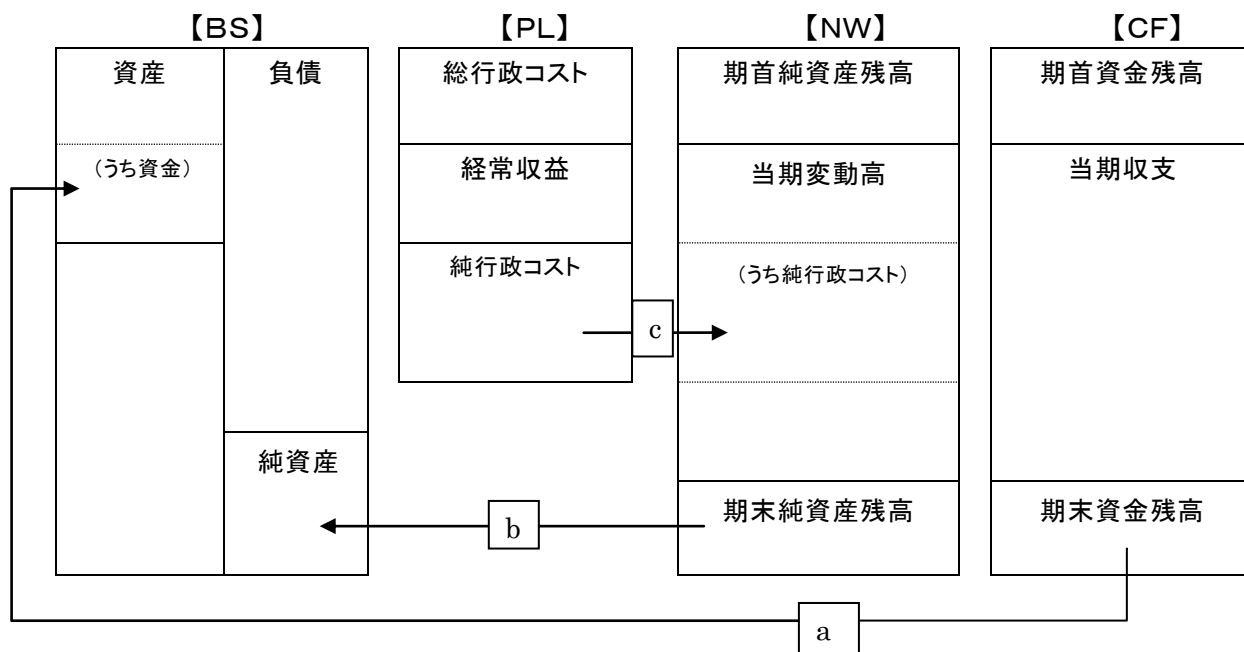 【BS】
資産
負債
(うち資金)
純資産
【PL】
総行政コスト
経常収益
純行政コスト
c
【NW】
期首純資産残高
当期変動高
(うち純行政コスト)
期末純資産残高
b
【CF】
期首資金残高
当期収支
期末資金残高
a